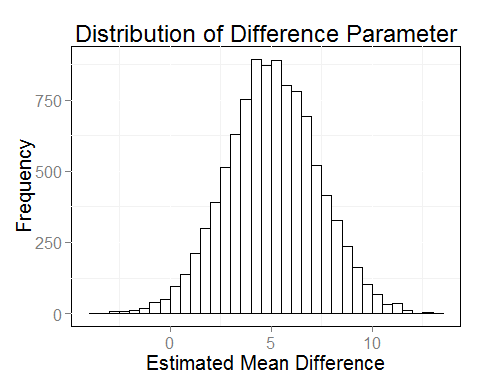 Distribution of Difference Parameter
Frequency
750
500
250
0
0 5 10
Estimated Mean Difference